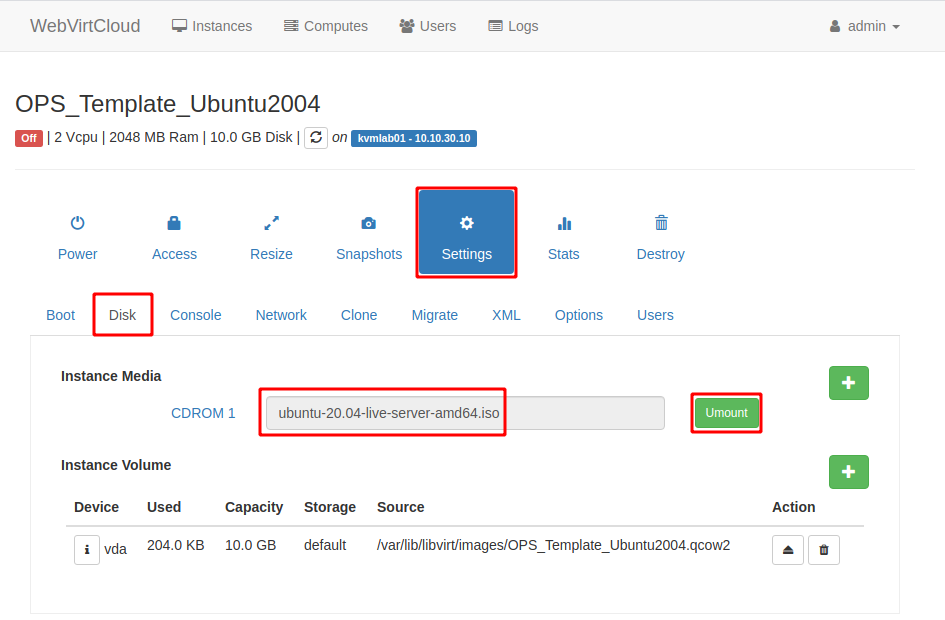 WebVirtCloud Instances Computes Users Logs admin
OPS_Template_Ubuntu2004
Off | 2 Vcpu | 2048 MB Ram | 10.0 GB Disk | on kvmlab01 - 10.10.30.10
Power Access Resize Snapshots Settings Stats Destroy
Boot Disk Console Network Clone Migrate XML Options Users
Instance Media
CDROM 1 ubuntu-20.04-live-server-amd64.iso Umount
Instance Volume
Device Used Capacity Storage Source Action
vda 204.0 KB 10.0 GB default /var/lib/libvirt/images/OPS_Template_Ubuntu2004.qcow2